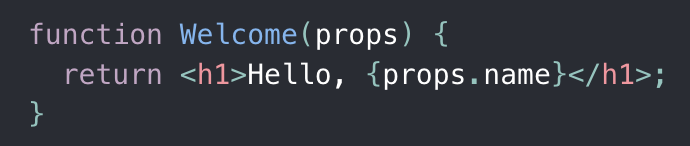 function Welcome(props) {
  return <h1>Hello, {props.name}</h1>;
}